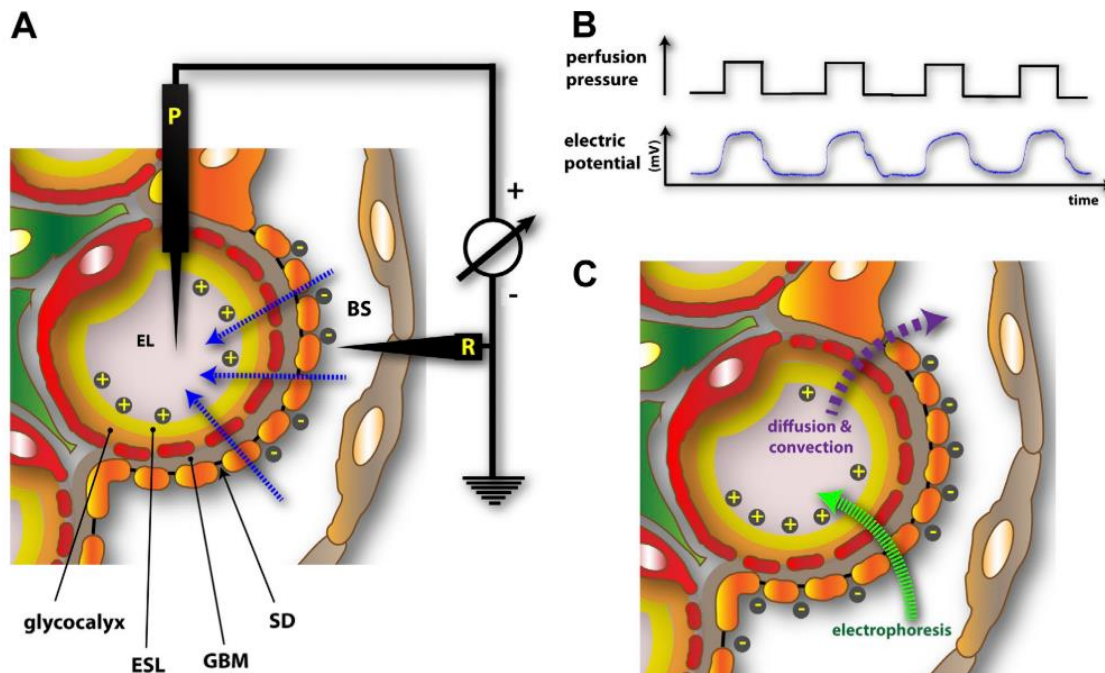 A
P
+
-
EL
BS
R
glycocalyx
ESL
GBM
SD
B
perfusion
pressure
electric
potential
(mV)
time
C
diffusion &
convection
electrophoresis